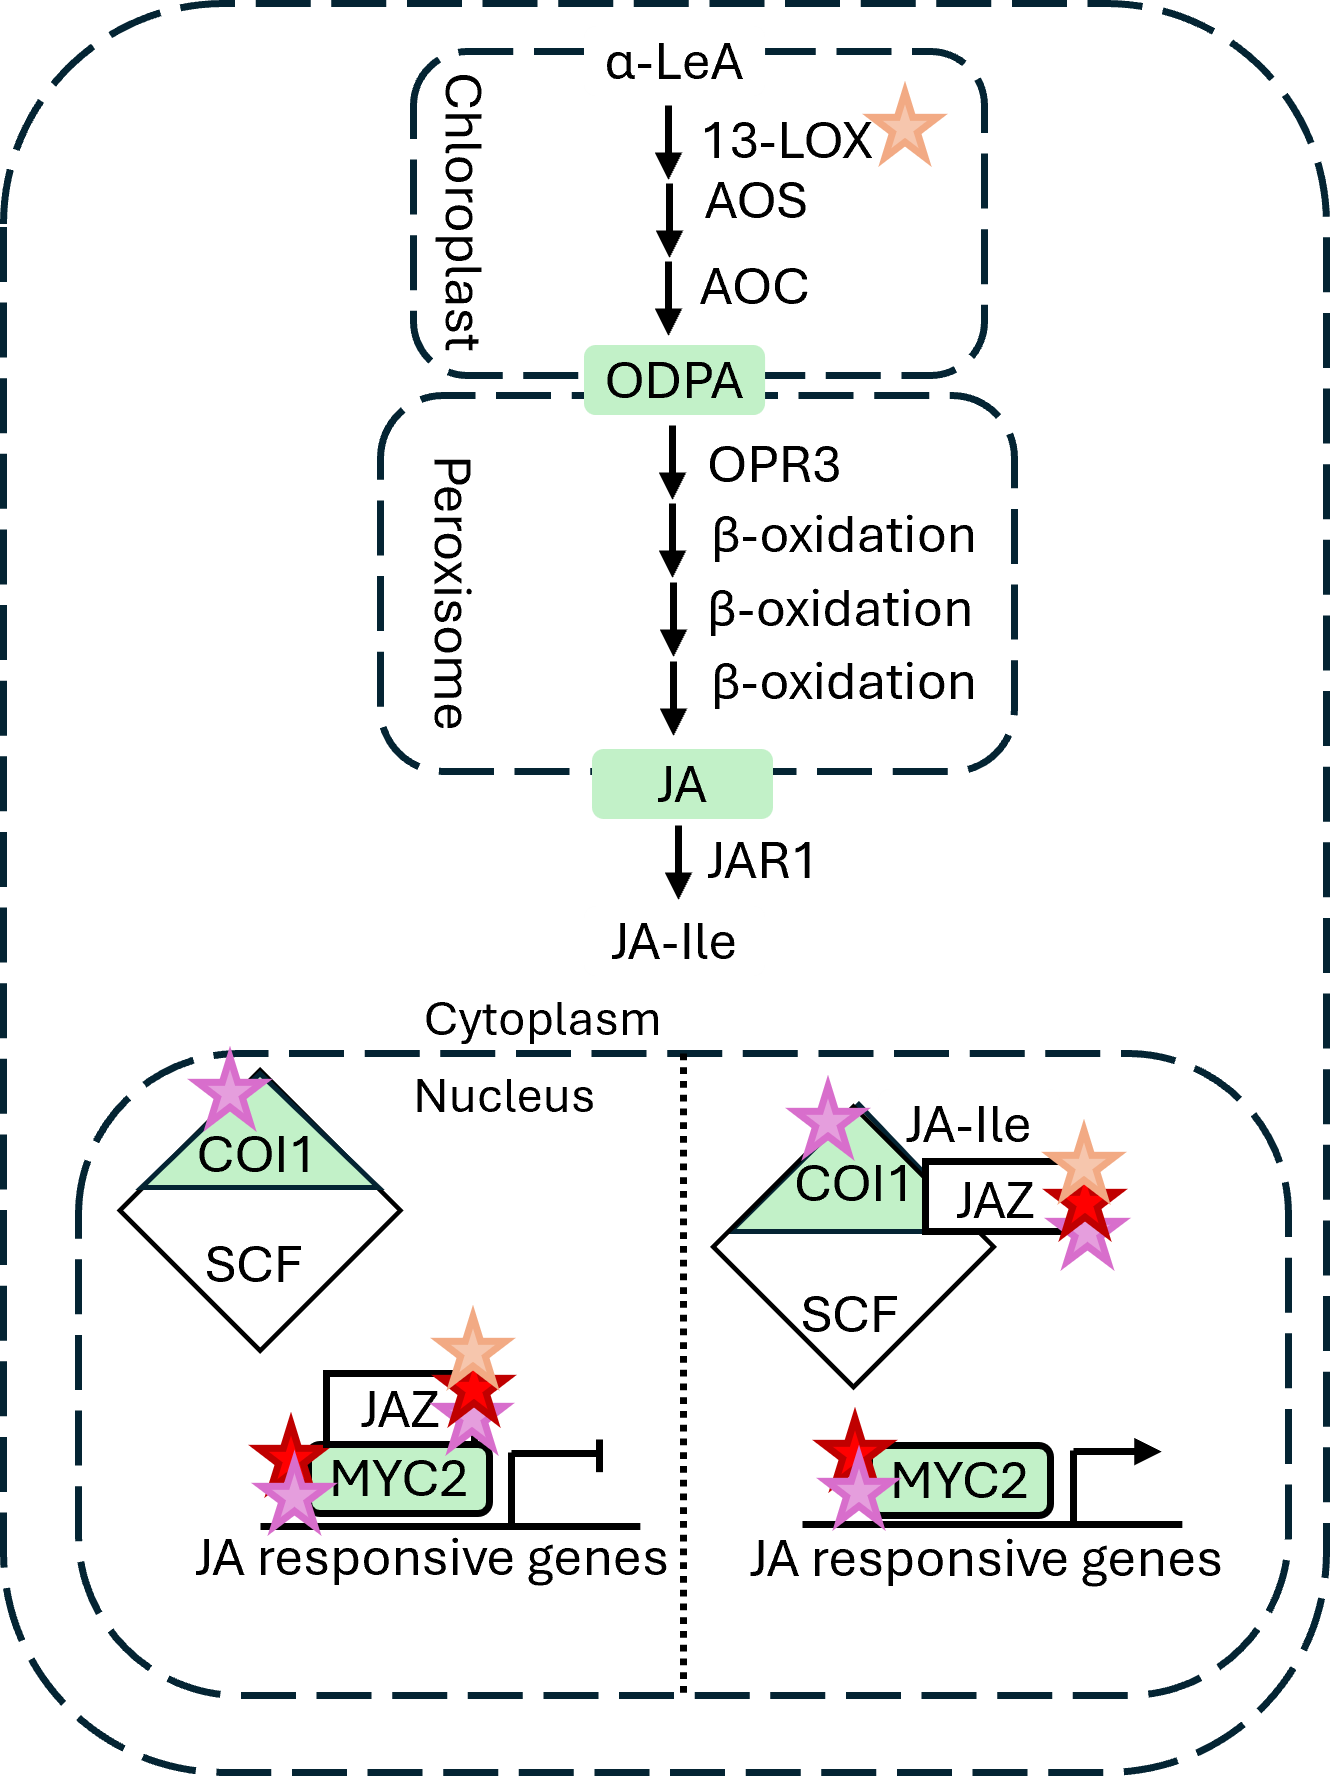 α-LeA
Chloroplast
13-LOX
AOS
AOC
ODPA
Peroxisome
OPR3
β-oxidation
β-oxidation
β-oxidation
JA
JAR1
JA-Ile
Cytoplasm
Nucleus
COI1
SCF
JAZ
MYC2
JA responsive genes
JA-Ile
COI1
JAZ
SCF
MYC2
JA responsive genes